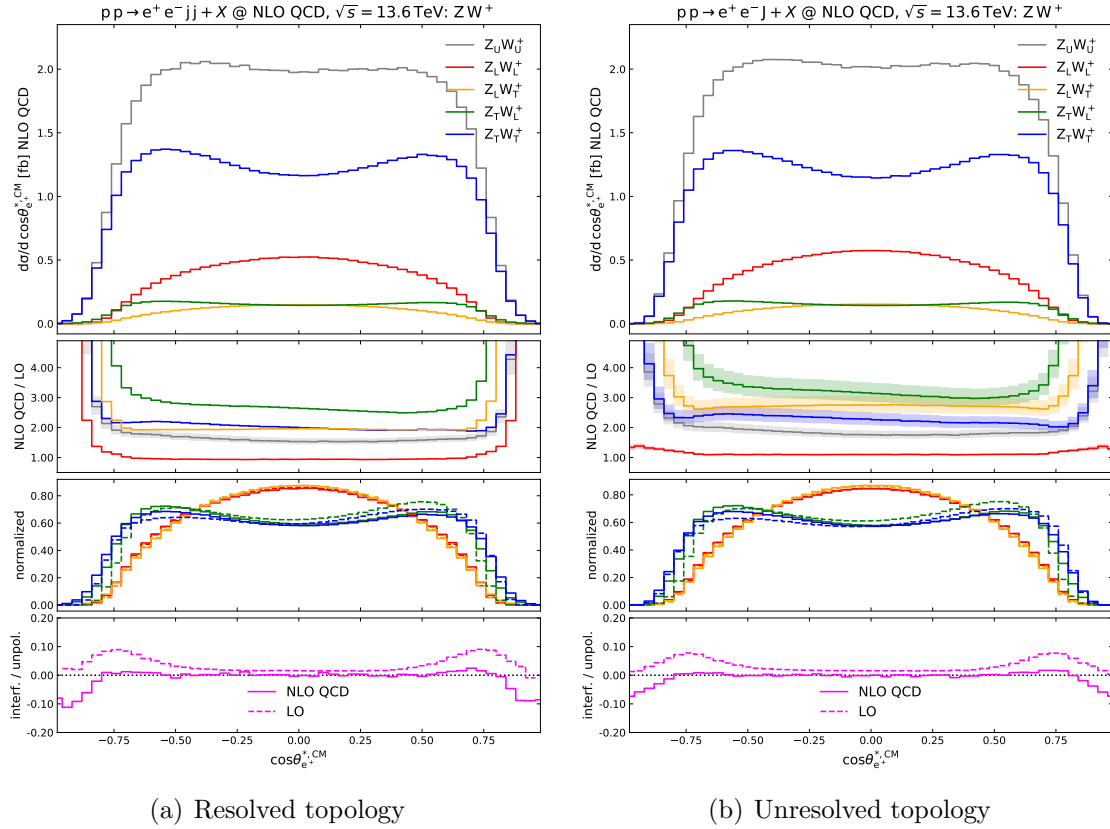 pp→e⁺e⁻jj+X @ NLO QCD, √s=13.6TeV: ZW⁺
dσ/d cosθ*,CM e⁺ [fb] NLO QCD
2.0
1.5
1.0
0.5
0.0
Z_U W_U⁺
Z_L W_L⁺
Z_L W_T⁺
Z_T W_L⁺
Z_T W_T⁺
NLO QCD / LO
4.00
3.00
2.00
1.00
normalized
0.80
0.60
0.40
0.20
0.00
interf. / unpol.
0.20
0.10
0.00
-0.10
-0.20
NLO QCD
LO
−0.75 −0.50 −0.25 0.00 0.25 0.50 0.75
cosθ*,CM e⁺
(a) Resolved topology
pp→e⁺e⁻J+X @ NLO QCD, √s=13.6TeV: ZW⁺
dσ/d cosθ*,CM e⁺ [fb] NLO QCD
2.0
1.5
1.0
0.5
0.0
Z_U W_U⁺
Z_L W_L⁺
Z_L W_T⁺
Z_T W_L⁺
Z_T W_T⁺
NLO QCD / LO
4.00
3.00
2.00
1.00
normalized
0.80
0.60
0.40
0.20
0.00
interf. / unpol.
0.20
0.10
0.00
-0.10
-0.20
NLO QCD
LO
−0.75 −0.50 −0.25 0.00 0.25 0.50 0.75
cosθ*,CM e⁺
(b) Unresolved topology